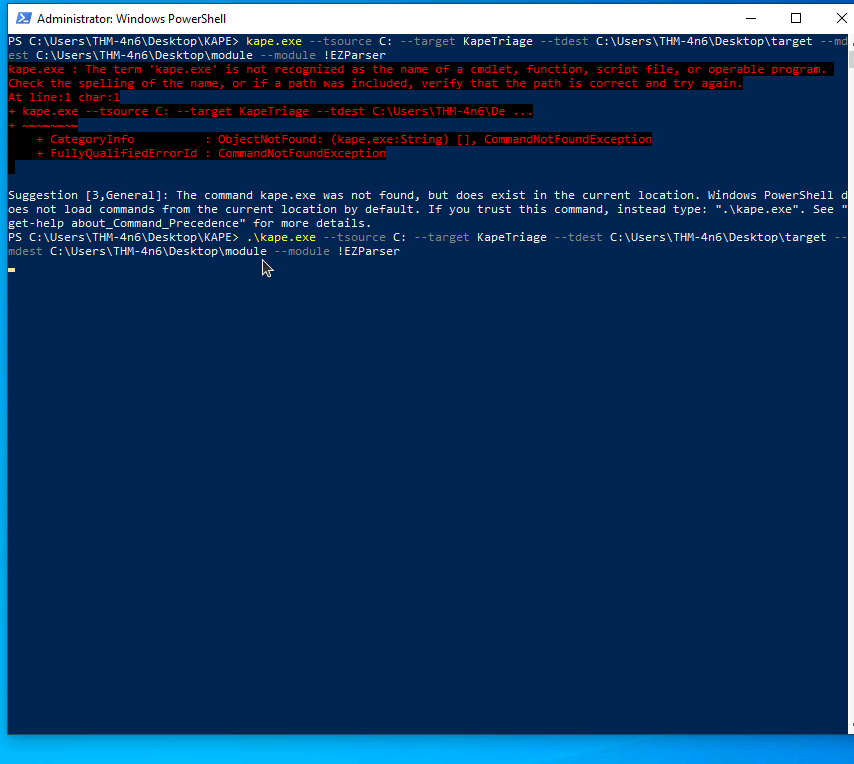 Administrator: Windows PowerShell
PS C:\Users\THM-4n6\Desktop\KAPE> kape.exe --tsource C: --target KapeTriage --tdest C:\Users\THM-4n6\Desktop\target --md
est C:\Users\THM-4n6\Desktop\module --module !EZParser
kape.exe : The term 'kape.exe' is not recognized as the name of a cmdlet, function, script file, or operable program.
Check the spelling of the name, or if a path was included, verify that the path is correct and try again.
At line:1 char:1
+ kape.exe --tsource C: --target KapeTriage --tdest C:\Users\THM-4n6\De ...
+ ~~~~~~~~
    + CategoryInfo          : ObjectNotFound: (kape.exe:String) [], CommandNotFoundException
    + FullyQualifiedErrorId : CommandNotFoundException
Suggestion [3,General]: The command kape.exe was not found, but does exist in the current location. Windows PowerShell d
oes not load commands from the current location by default. If you trust this command, instead type: ".\kape.exe". See "
get-help about_Command_Precedence" for more details.
PS C:\Users\THM-4n6\Desktop\KAPE> .\kape.exe --tsource C: --target KapeTriage --tdest C:\Users\THM-4n6\Desktop\target --
mdest C:\Users\THM-4n6\Desktop\module --module !EZParser